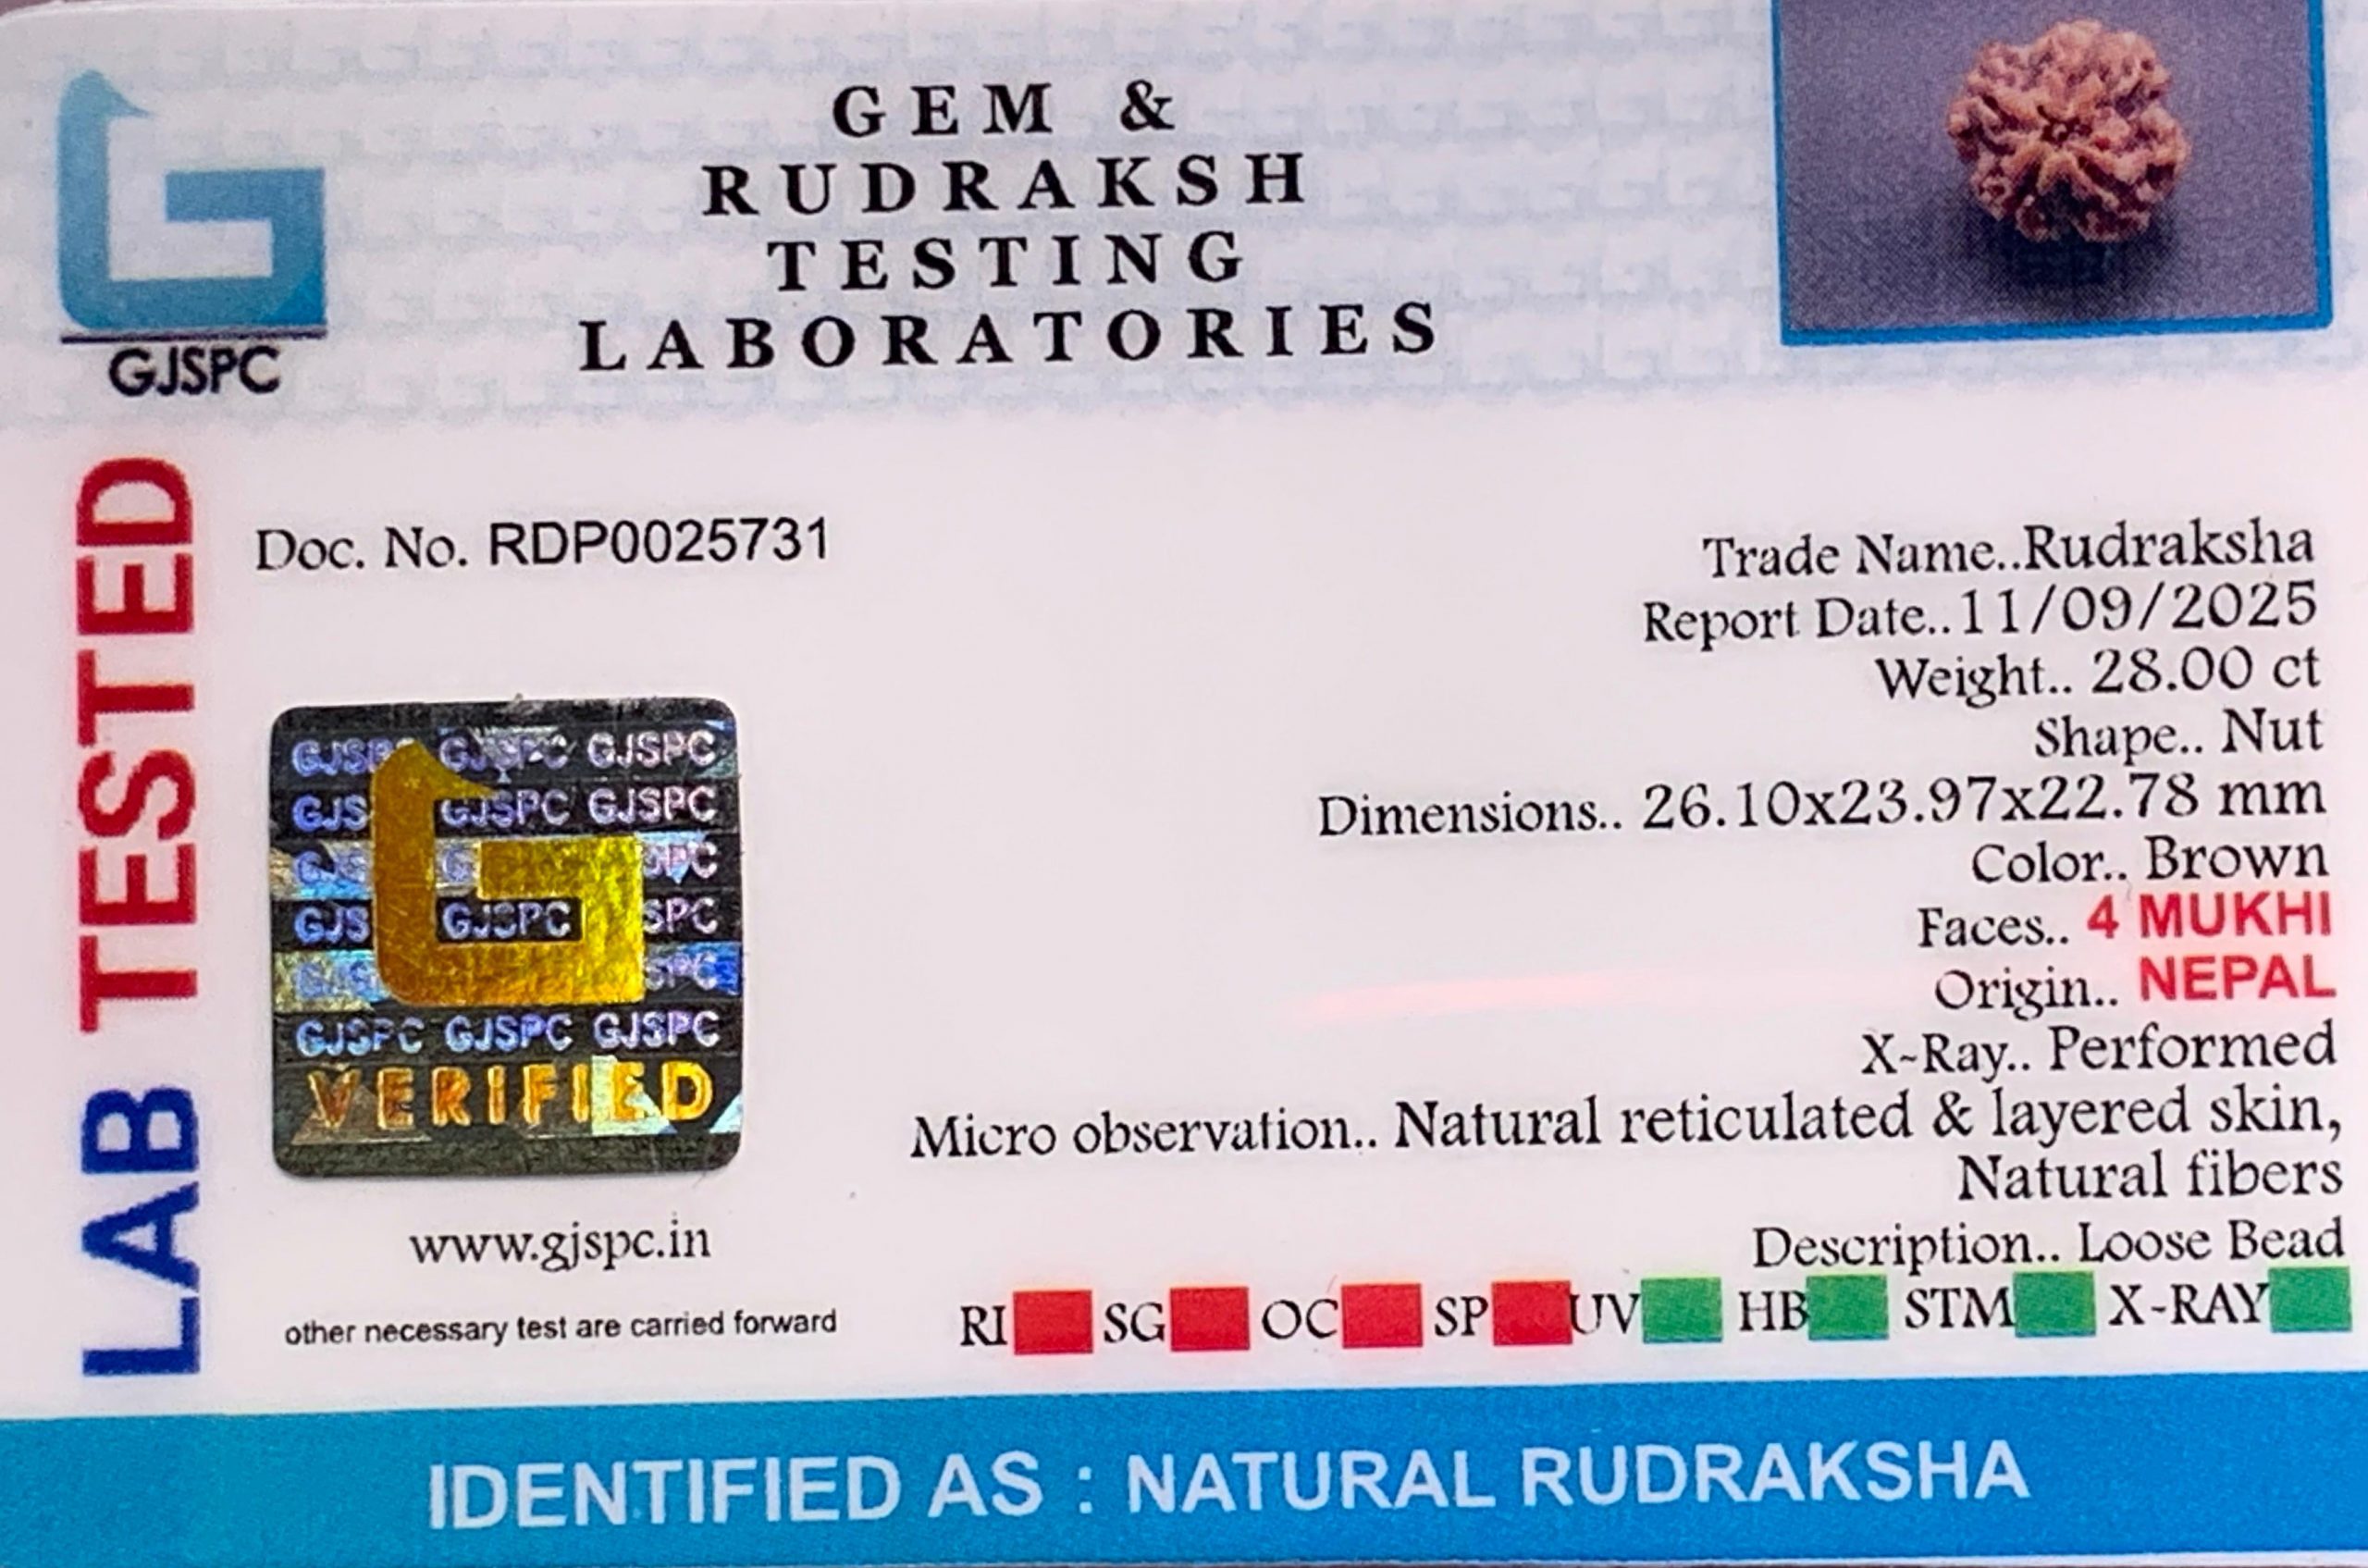 GEM &
RUDRAKSH
TESTING
LABORATORIES
GJSPC
LAB TESTED
Doc. No. RDP0025731
Trade Name..Rudraksha
Report Date..11/09/2025
Weight.. 28.00 ct
Shape.. Nut
Dimensions.. 26.10x23.97x22.78 mm
Color.. Brown
Faces.. 4 MUKHI
Origin.. NEPAL
X-Ray.. Performed
Micro observation.. Natural reticulated & layered skin,
Natural fibers
Description.. Loose Bead
RI SG OC SP UV HB STM X-RAY
GJSPC GJSPC GJSPC
GJS GJSPC GJSPC
GJS GJSPC SPC
GJSPC GJSPC GJSPC
VERIFIED
www.gjspc.in
other necessary test are carried forward
IDENTIFIED AS : NATURAL RUDRAKSHA